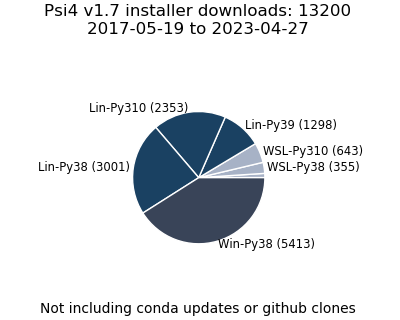 Psi4 v1.7 installer downloads: 13200
2017-05-19 to 2023-04-27
Lin-Py310 (2353)
Lin-Py39 (1298)
WSL-Py310 (643)
Lin-Py38 (3001)
WSL-Py38 (355)
Win-Py38 (5413)
Not including conda updates or github clones